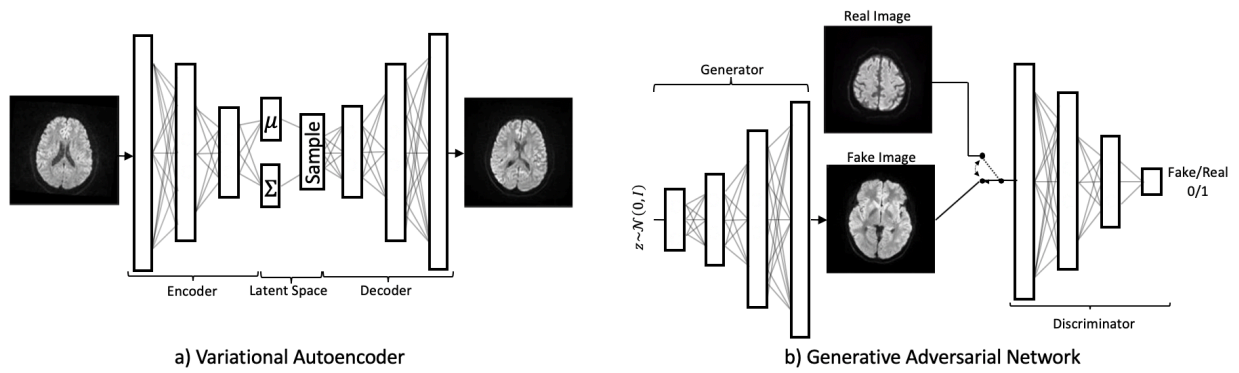 μ
Σ
Sample
Encoder
Latent Space
Decoder
a) Variational Autoencoder
Real Image
Generator
Fake Image
z~𝒩(0,I)
Fake/Real
0/1
Discriminator
b) Generative Adversarial Network